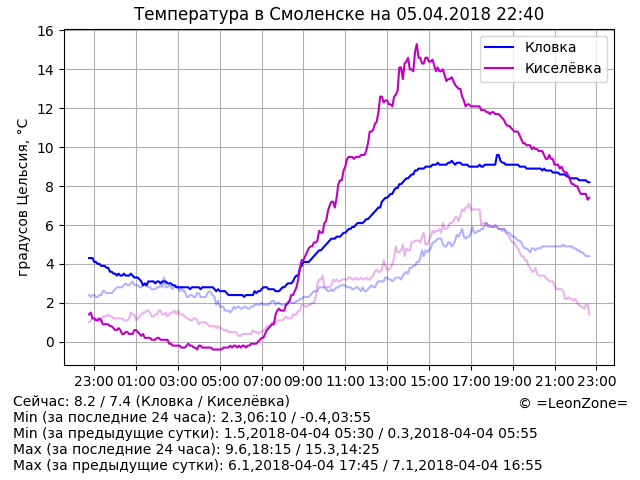 Температура в Смоленске на 05.04.2018 22:40
градусов Цельсия, °C
16
14
12
10
8
6
4
2
0
Кловка
Киселёвка
23:00 01:00 03:00 05:00 07:00 09:00 11:00 13:00 15:00 17:00 19:00 21:00 23:00
Сейчас: 8.2 / 7.4 (Кловка / Киселёвка)
© =LeonZone=
Min (за последние 24 часа): 2.3,06:10 / -0.4,03:55
Min (за предыдущие сутки): 1.5,2018-04-04 05:30 / 0.3,2018-04-04 05:55
Max (за последние 24 часа): 9.6,18:15 / 15.3,14:25
Max (за предыдущие сутки): 6.1,2018-04-04 17:45 / 7.1,2018-04-04 16:55